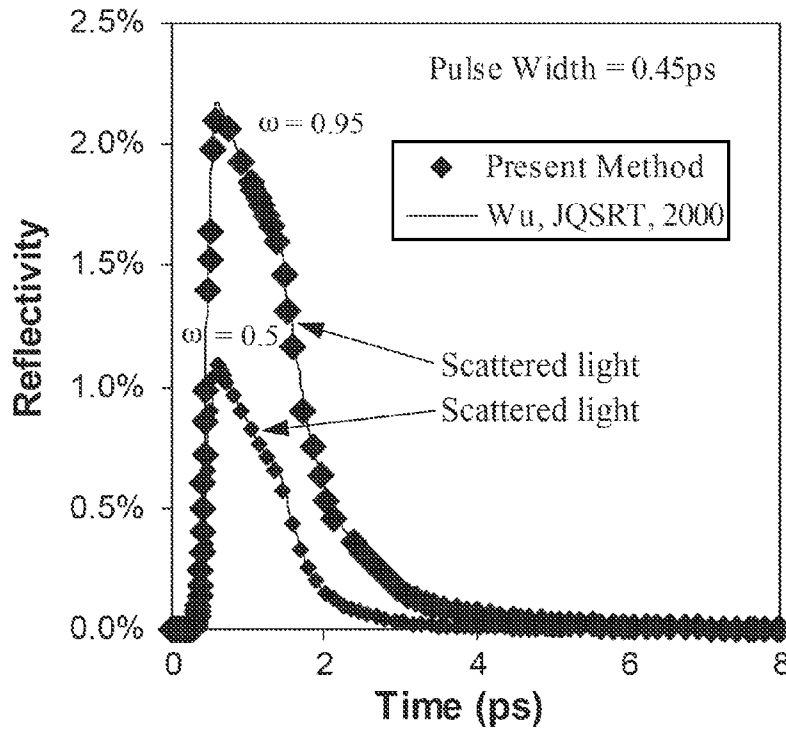 2.5%
Pulse Width = 0.45ps
ω = 0.95
2.0%
Present Method
Wu, JQSRT, 2000
1.5%
ω = 0.5
Scattered light
1.0%
Scattered light
0.5%
0.0%
0 2 4 6 8
Reflectivity
Time (ps)